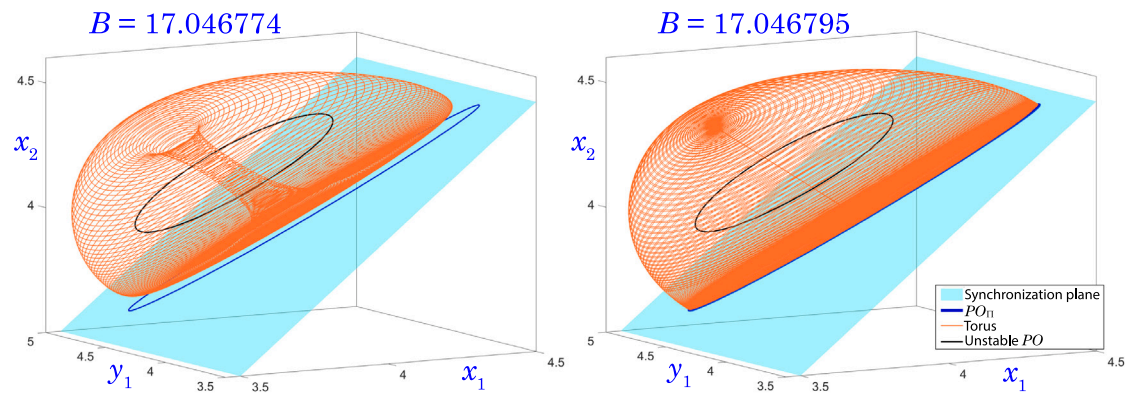 B = 17.046774
4.5
x₂
4
5
4.5
y₁
4
3.5
3.5
4
x₁
4.5
B = 17.046795
4.5
x₂
4
5
4.5
y₁
4
3.5
3.5
4
x₁
4.5
Synchronization plane
PO_Π
Torus
Unstable PO